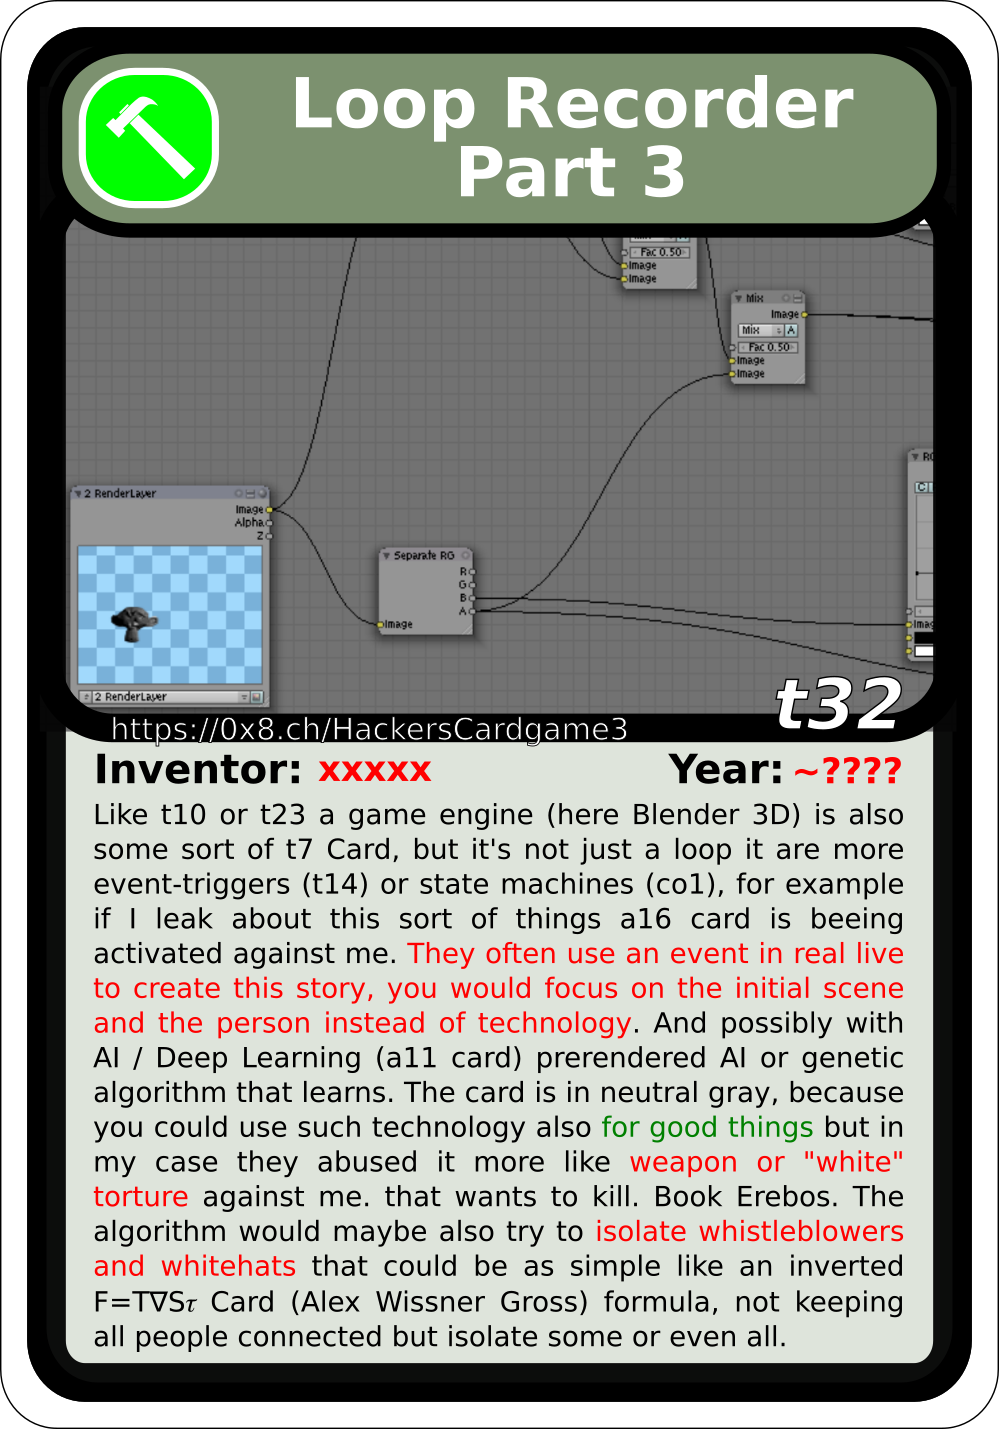 Loop Recorder
Part 3
Fac 0.50
Image
Image
Mix
Image
Mix
A
Fac 0.50
Image
Image
2 RenderLayer
Image
Alpha
Z
Separate RG
R
G
B
A
Image
2 RenderLayer
t32
https://0x8.ch/HackersCardgame3
Inventor: xxxxx Year: ~????
Like t10 or t23 a game engine (here Blender 3D) is also
some sort of t7 Card, but it's not just a loop it are more
event-triggers (t14) or state machines (co1), for example
if I leak about this sort of things a16 card is beeing
activated against me. They often use an event in real live
to create this story, you would focus on the initial scene
and the person instead of technology. And possibly with
AI / Deep Learning (a11 card) prerendered AI or genetic
algorithm that learns. The card is in neutral gray, because
you could use such technology also for good things but in
my case they abused it more like weapon or "white"
torture against me. that wants to kill. Book Erebos. The
algorithm would maybe also try to isolate whistleblowers
and whitehats that could be as simple like an inverted
F=T∇Sτ Card (Alex Wissner Gross) formula, not keeping
all people connected but isolate some or even all.